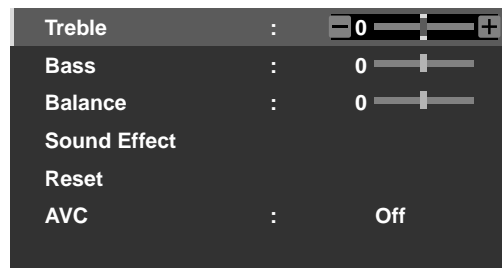 Treble : − 0 +
Bass : 0
Balance : 0
Sound Effect
Reset
AVC : Off